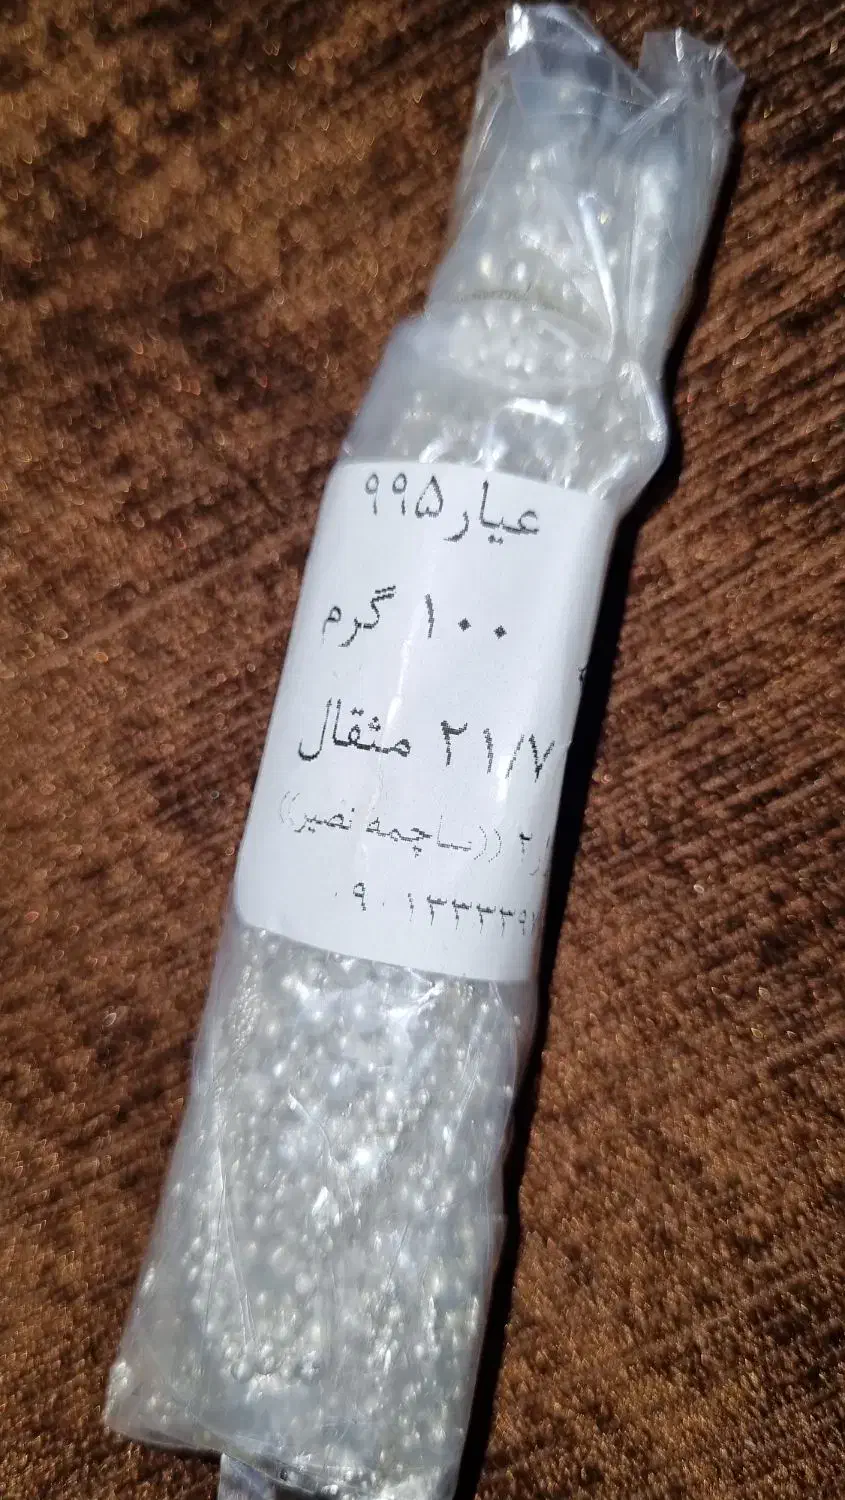 عیار ۹۹۵
۱۰۰ گرم
۲۱/۷ مثقال
((ساچمه نصیر))